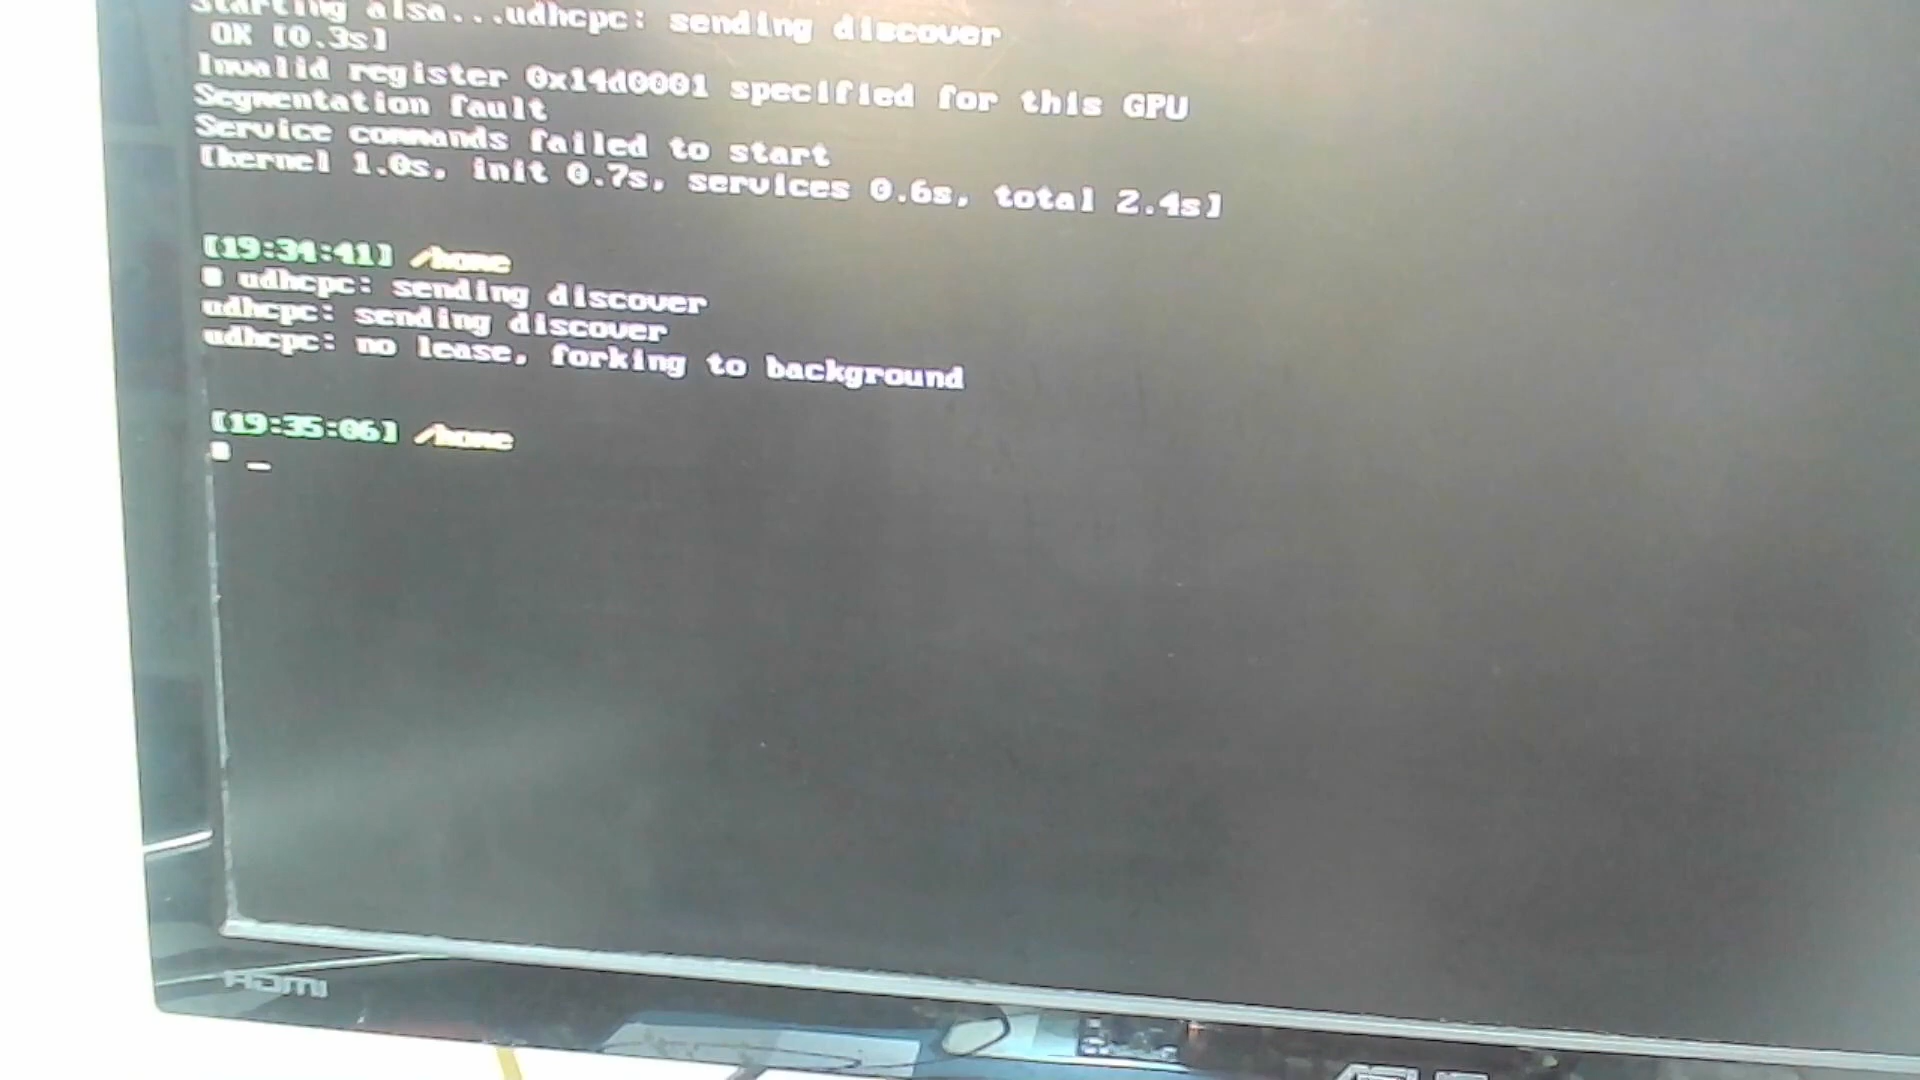 Starting alsa...udhcpc: sending discover
OK [0.3s]
Invalid register 0x14d0001 specified for this GPU
Segmentation fault
Service commands failed to start
[kernel 1.0s, init 0.7s, services 0.6s, total 2.4s]
[19:34:41] /home
# udhcpc: sending discover
udhcpc: sending discover
udhcpc: no lease, forking to background
[19:35:06] /home
# _
HDMI